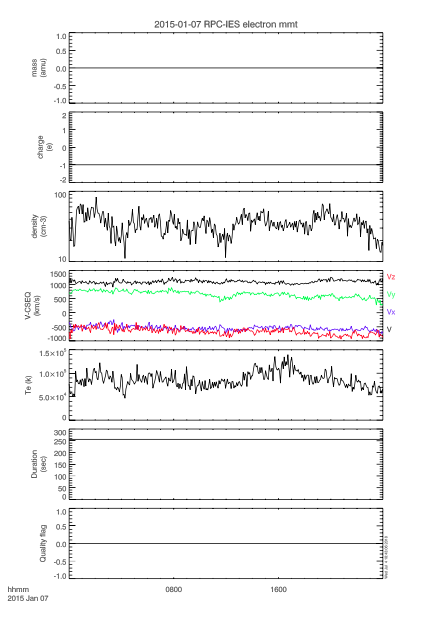 2015-01-07 RPC-IES electron mmt
1.0
0.5
0.0
-0.5
-1.0
mass
(amu)
2
1
0
-1
-2
charge
(e)
100
10
density
(cm-3)
1500
1000
500
0
-500
-1000
V-CSEQ
(km/s)
Vz
Vy
Vx
V
1.5×10⁵
1.0×10⁵
5.0×10⁴
0
Te (k)
300
250
200
150
100
50
0
Duration
(sec)
1.0
0.5
0.0
-0.5
-1.0
Quality flag
hhmm
2015 Jan 07
0800
1600